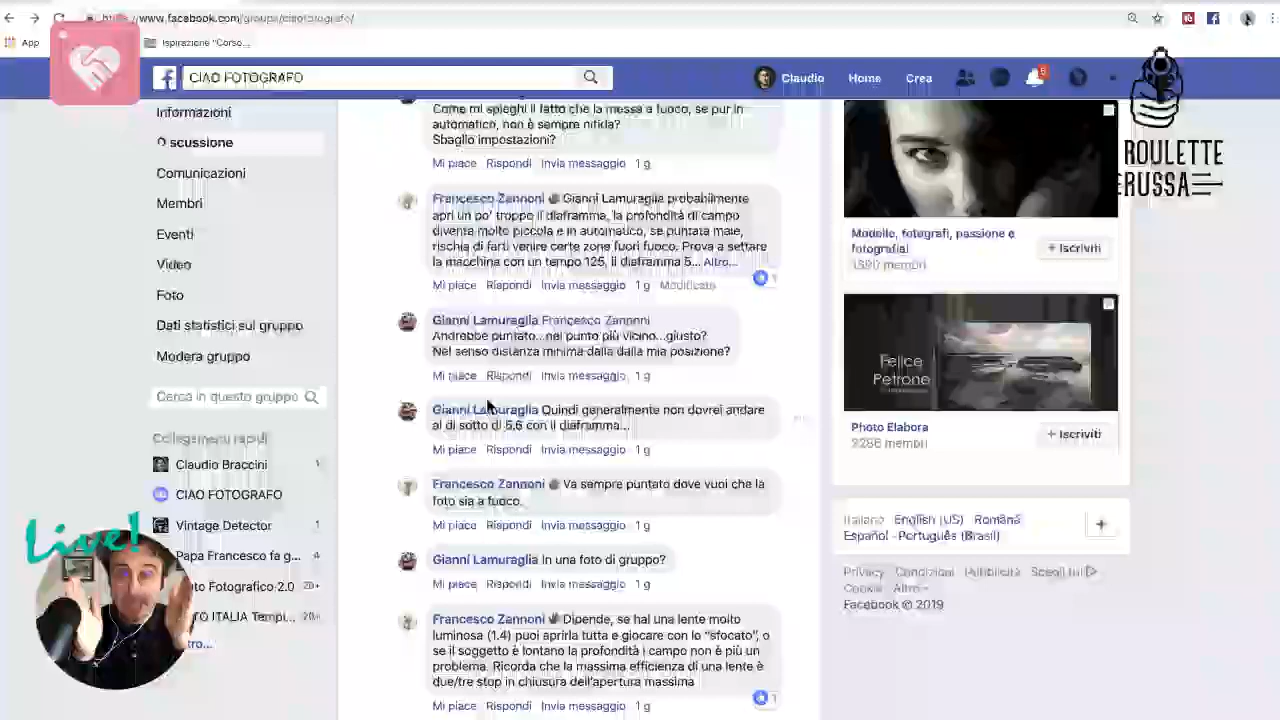 https://www.facebook.com/groups/ciaofotografo/
App
Ispirazione "Corso...
CIAO FOTOGRAFO
Claudio
Home
Crea
8
ROULETTE
RUSSA
Informazioni
scussione
Comunicazioni
Membri
Eventi
Video
Foto
Dati statistici sul gruppo
Modera gruppo
Cerca in questo gruppo
Collegamenti rapidi
Claudio Braccini 1
CIAO FOTOGRAFO
Vintage Detector 1
Papa Francesco fa g... 4
to Fotografico 2.0 20+
TO ITALIA Templ... 20+
tro...
Live!
Come mi spieghi il fatto che la messa a fuoco, se pur in
automatico, non è sempre nitida?
Sbaglio impostazioni?
Mi piace Rispondi Invia messaggio 1 g
Francesco Zannoni Gianni Lamuraglia probabilmente
apri un po' troppo il diaframma, la profondità di campo
diventa molto piccola e in automatico, se puntata male,
rischia di farti venire certe zone fuori fuoco. Prova a settare
la macchina con un tempo 125, il diaframma 5... Altro...
Mi piace Rispondi Invia messaggio 1 g Modificato
1
Gianni Lamuraglia Francesco Zannoni
Andrebbe puntato...nel punto più vicino...giusto?
Nel senso distanza minima dalla dalla mia posizione?
Mi piace Rispondi Invia messaggio 1 g
Gianni Lamuraglia Quindi generalmente non dovrei andare
al di sotto di 5.6 con il diaframma...
Mi piace Rispondi Invia messaggio 1 g
Francesco Zannoni Va sempre puntato dove vuoi che la
foto sia a fuoco.
Mi piace Rispondi Invia messaggio 1 g
Gianni Lamuraglia In una foto di gruppo?
Mi piace Rispondi Invia messaggio 1 g
Francesco Zannoni Dipende, se hai una lente molto
luminosa (1.4) puoi aprirla tutta e giocare con lo "sfocato", o
se il soggetto è lontano la profondità i campo non è più un
problema. Ricorda che la massima efficienza di una lente è
due/tre stop in chiusura dell'apertura massima
1
Mi piace Rispondi Invia messaggio 1 g
Modelle, fotografi, passione e
fotografia!
membri
+ Iscriviti
Felice
Petrone
Photo Elabora
membri
+ Iscriviti
Italiano English (US) Română
Español Português (Brasil)
+
Privacy Condizioni Pubblicità Scegli tu
Cookie Altro
Facebook © 2019